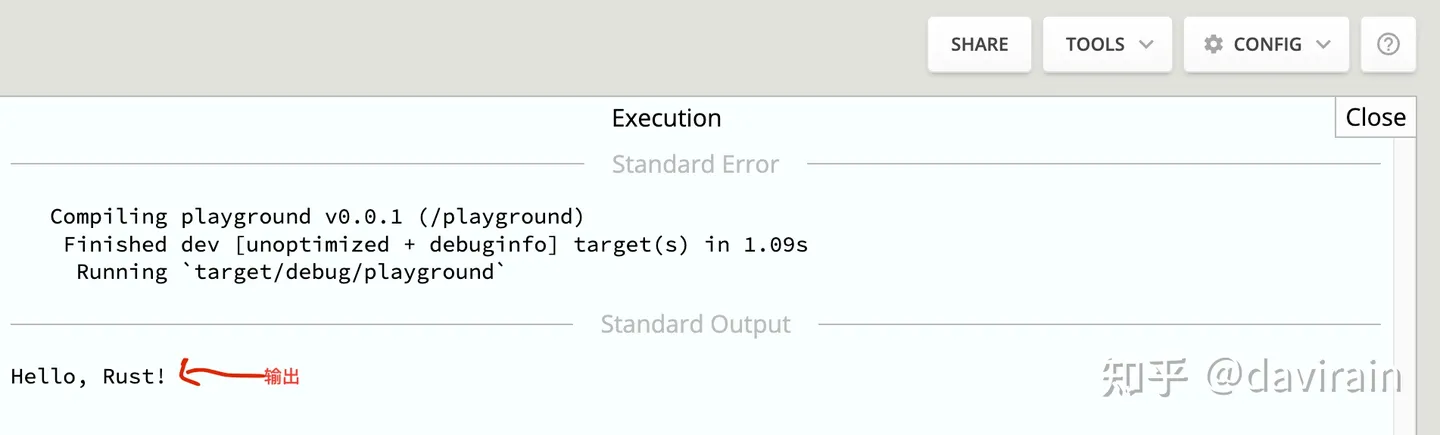 SHARE TOOLS CONFIG
Execution Close
Standard Error
Compiling playground v0.0.1 (/playground)
Finished dev [unoptimized + debuginfo] target(s) in 1.09s
Running `target/debug/playground`
Standard Output
Hello, Rust! 输出
知乎 @davirain